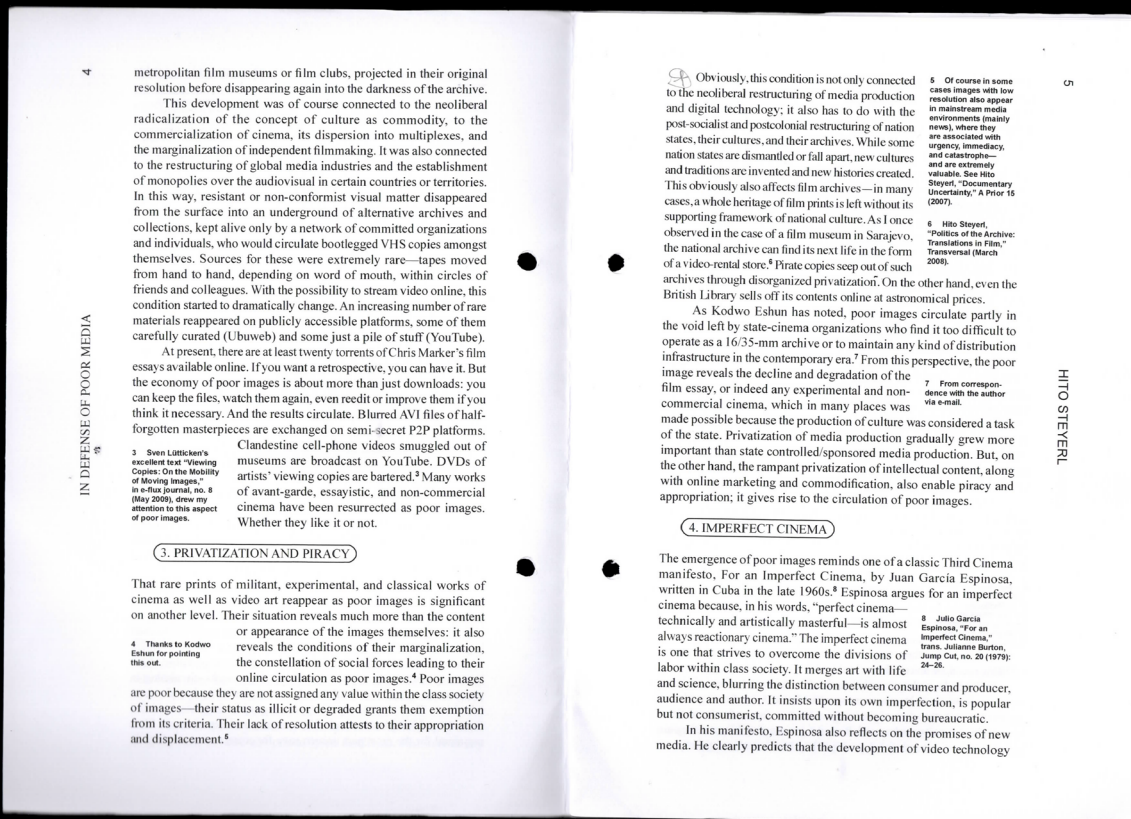 4
IN DEFENSE OF POOR MEDIA
metropolitan film museums or film clubs, projected in their original
resolution before disappearing again into the darkness of the archive.
This development was of course connected to the neoliberal
radicalization of the concept of culture as commodity, to the
commercialization of cinema, its dispersion into multiplexes, and
the marginalization of independent filmmaking. It was also connected
to the restructuring of global media industries and the establishment
of monopolies over the audiovisual in certain countries or territories.
In this way, resistant or non-conformist visual matter disappeared
from the surface into an underground of alternative archives and
collections, kept alive only by a network of committed organizations
and individuals, who would circulate bootlegged VHS copies amongst
themselves. Sources for these were extremely rare—tapes moved
from hand to hand, depending on word of mouth, within circles of
friends and colleagues. With the possibility to stream video online, this
condition started to dramatically change. An increasing number of rare
materials reappeared on publicly accessible platforms, some of them
carefully curated (Ubuweb) and some just a pile of stuff (YouTube).
At present, there are at least twenty torrents of Chris Marker's film
essays available online. If you want a retrospective, you can have it. But
the economy of poor images is about more than just downloads: you
can keep the files, watch them again, even reedit or improve them if you
think it necessary. And the results circulate. Blurred AVI files of half-
forgotten masterpieces are exchanged on semi-secret P2P platforms.
Clandestine cell-phone videos smuggled out of
museums are broadcast on YouTube. DVDs of
artists' viewing copies are bartered.³ Many works
of avant-garde, essayistic, and non-commercial
cinema have been resurrected as poor images.
Whether they like it or not.
3 Sven Lütticken's
excellent text "Viewing
Copies: On the Mobility
of Moving Images,"
in e-flux journal, no. 8
(May 2009), drew my
attention to this aspect
of poor images.
3. PRIVATIZATION AND PIRACY
That rare prints of militant, experimental, and classical works of
cinema as well as video art reappear as poor images is significant
on another level. Their situation reveals much more than the content
or appearance of the images themselves: it also
reveals the conditions of their marginalization,
the constellation of social forces leading to their
online circulation as poor images.⁴ Poor images
4 Thanks to Kodwo
Eshun for pointing
this out.
are poor because they are not assigned any value within the class society
of images—their status as illicit or degraded grants them exemption
from its criteria. Their lack of resolution attests to their appropriation
and displacement.⁵
Obviously, this condition is not only connected
to the neoliberal restructuring of media production
and digital technology; it also has to do with the
post-socialist and postcolonial restructuring of nation
states, their cultures, and their archives. While some
nation states are dismantled or fall apart, new cultures
and traditions are invented and new histories created.
This obviously also affects film archives—in many
cases, a whole heritage of film prints is left without its
supporting framework of national culture. As I once
observed in the case of a film museum in Sarajevo,
the national archive can find its next life in the form
of a video-rental store.⁶ Pirate copies seep out of such
archives through disorganized privatization. On the other hand, even the
British Library sells off its contents online at astronomical prices.
5 Of course in some
cases images with low
resolution also appear
in mainstream media
environments (mainly
news), where they
are associated with
urgency, immediacy,
and catastrophe—
and are extremely
valuable. See Hito
Steyerl, "Documentary
Uncertainty," A Prior 15
(2007).
6 Hito Steyerl,
"Politics of the Archive:
Translations in Film,"
Transversal (March
2008).
As Kodwo Eshun has noted, poor images circulate partly in
the void left by state-cinema organizations who find it too difficult to
operate as a 16/35-mm archive or to maintain any kind of distribution
infrastructure in the contemporary era.⁷ From this perspective, the poor
image reveals the decline and degradation of the
film essay, or indeed any experimental and non-
commercial cinema, which in many places was
7 From correspon-
dence with the author
via e-mail.
made possible because the production of culture was considered a task
of the state. Privatization of media production gradually grew more
important than state controlled/sponsored media production. But, on
the other hand, the rampant privatization of intellectual content, along
with online marketing and commodification, also enable piracy and
appropriation; it gives rise to the circulation of poor images.
4. IMPERFECT CINEMA
The emergence of poor images reminds one of a classic Third Cinema
manifesto, For an Imperfect Cinema, by Juan García Espinosa,
written in Cuba in the late 1960s.⁸ Espinosa argues for an imperfect
cinema because, in his words, "perfect cinema—
technically and artistically masterful—is almost
always reactionary cinema." The imperfect cinema
is one that strives to overcome the divisions of
labor within class society. It merges art with life
8 Julio García
Espinosa, "For an
Imperfect Cinema,"
trans. Julianne Burton,
Jump Cut, no. 20 (1979):
24–26.
and science, blurring the distinction between consumer and producer,
audience and author. It insists upon its own imperfection, is popular
but not consumerist, committed without becoming bureaucratic.
In his manifesto, Espinosa also reflects on the promises of new
media. He clearly predicts that the development of video technology
5
HITO STEYERL